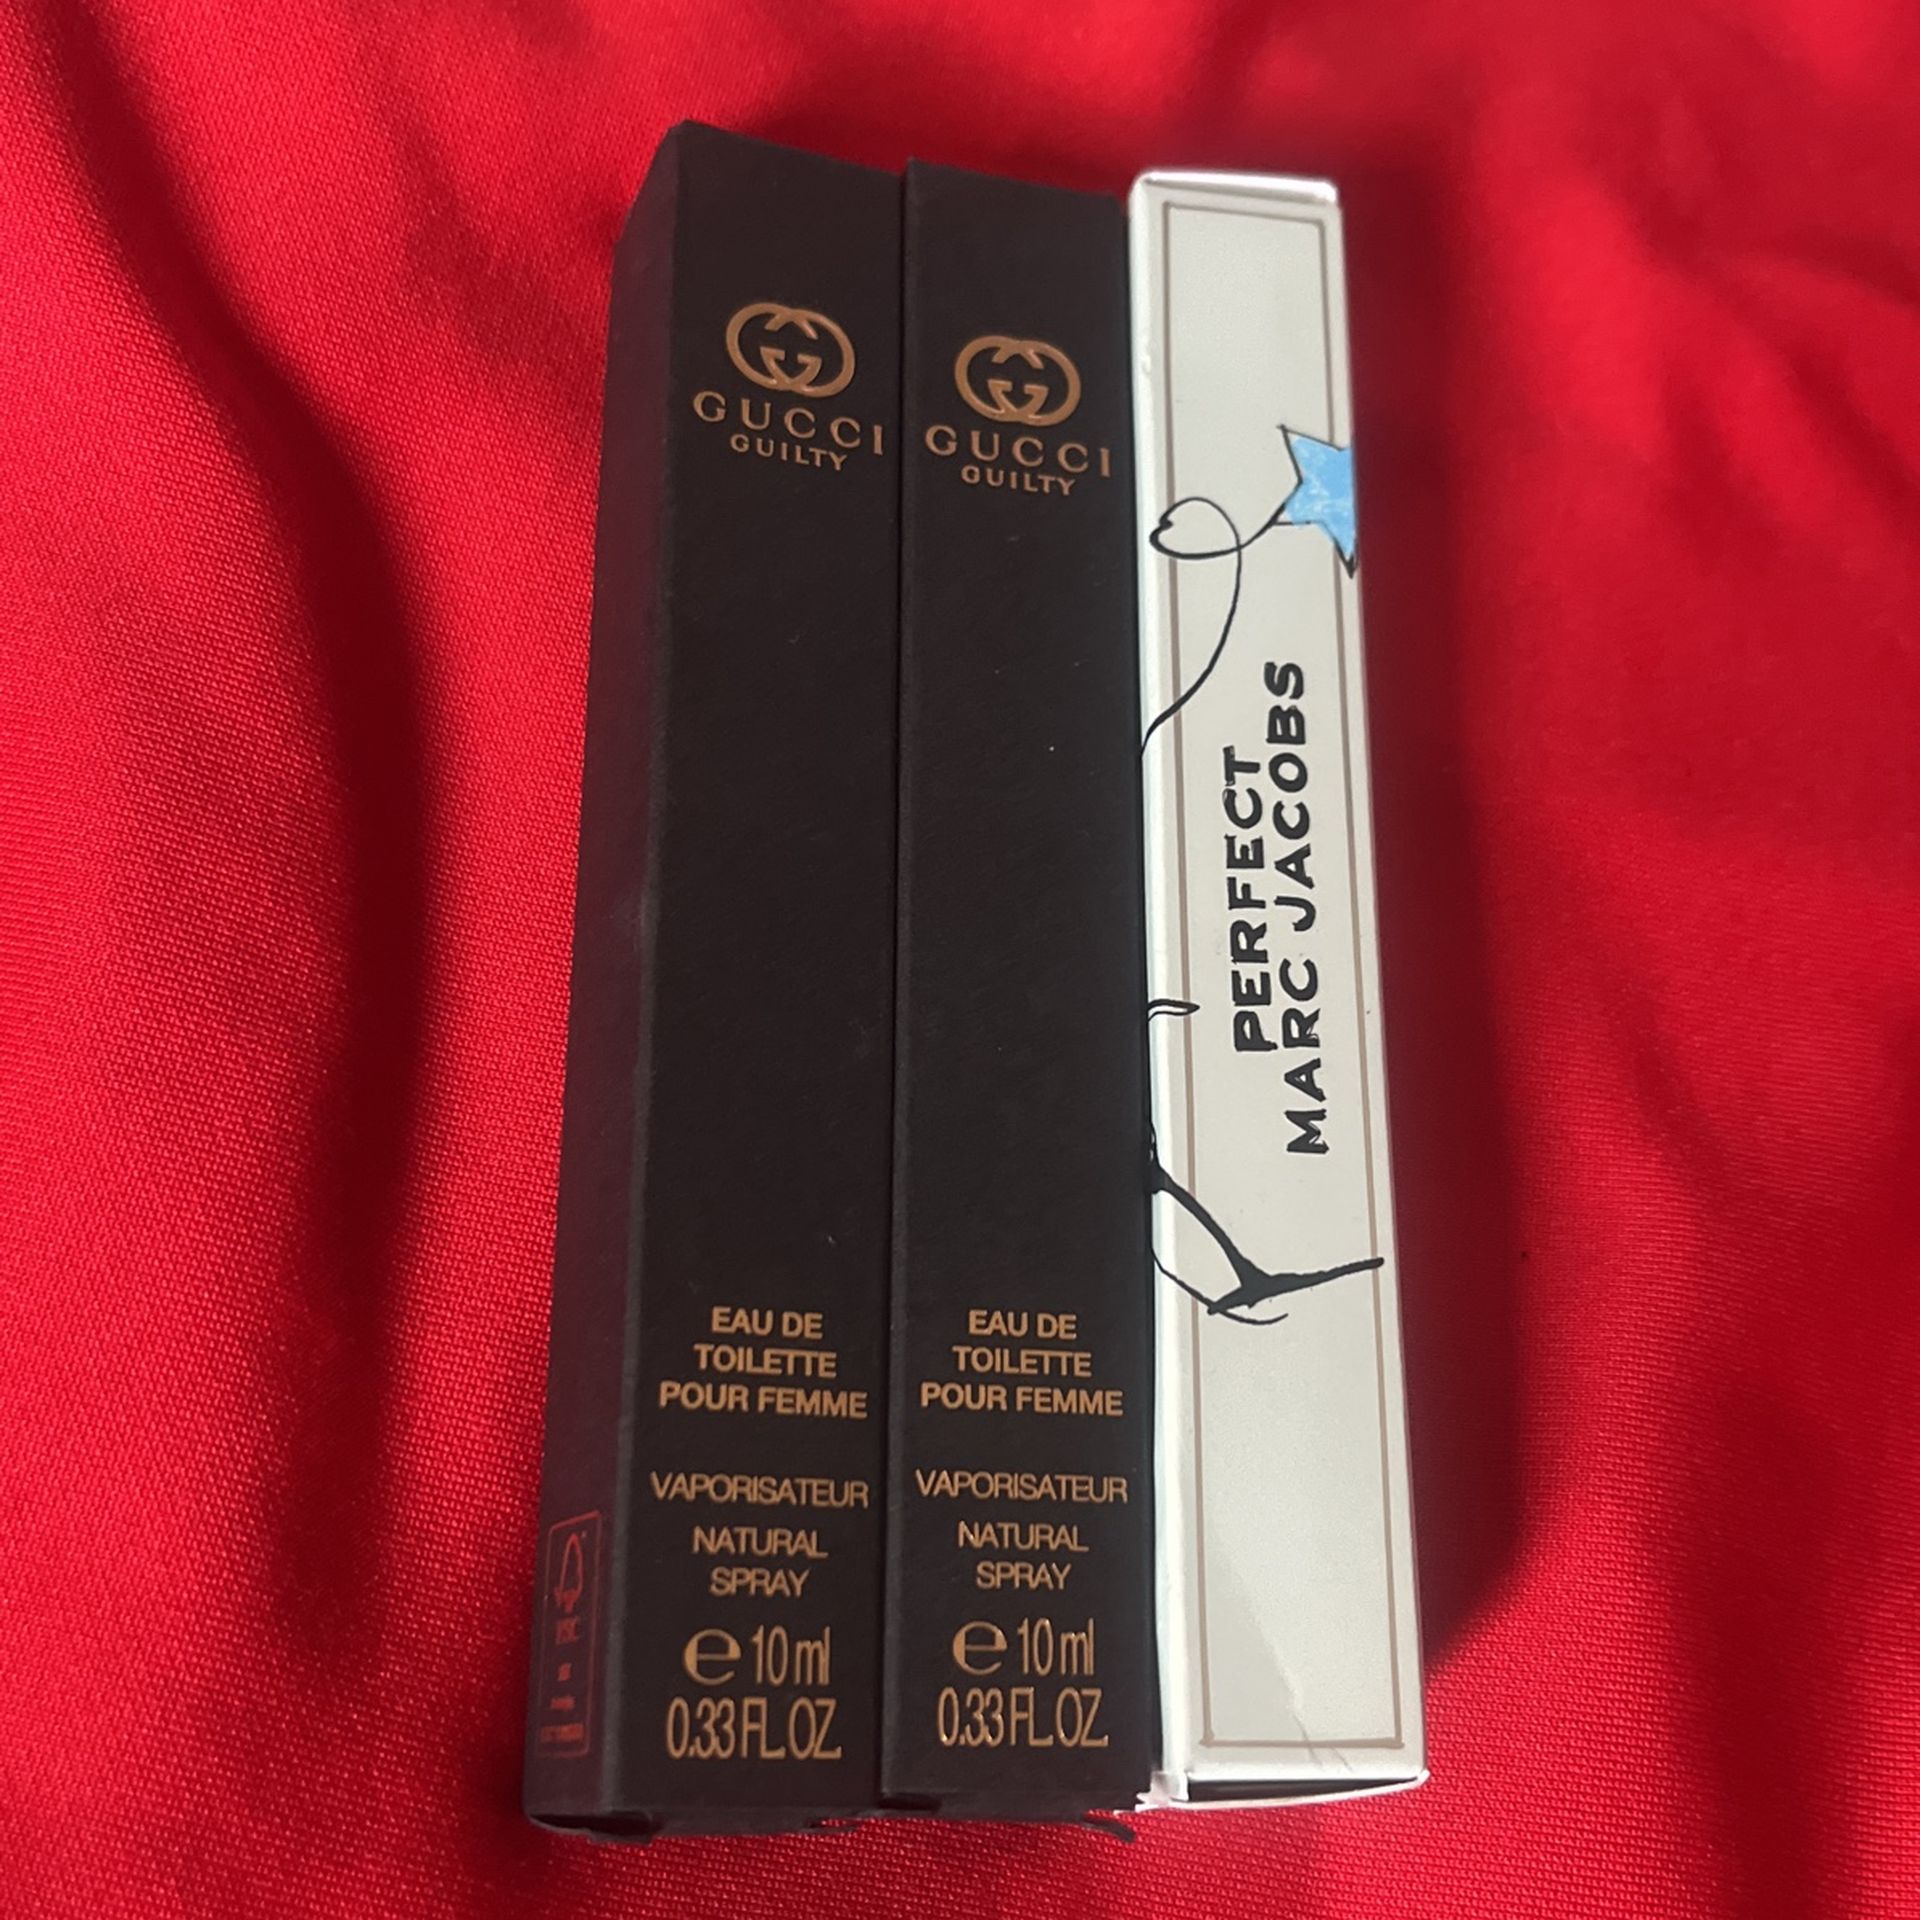 GUCCI
GUILTY
EAU DE
TOILETTE
POUR FEMME
VAPORISATEUR
NATURAL
SPRAY
e 10 ml
0.33 FL.OZ.
GUCCI
GUILTY
EAU DE
TOILETTE
POUR FEMME
VAPORISATEUR
NATURAL
SPRAY
e 10 ml
0.33 FL.OZ.
PERFECT
MARC JACOBS
FSC